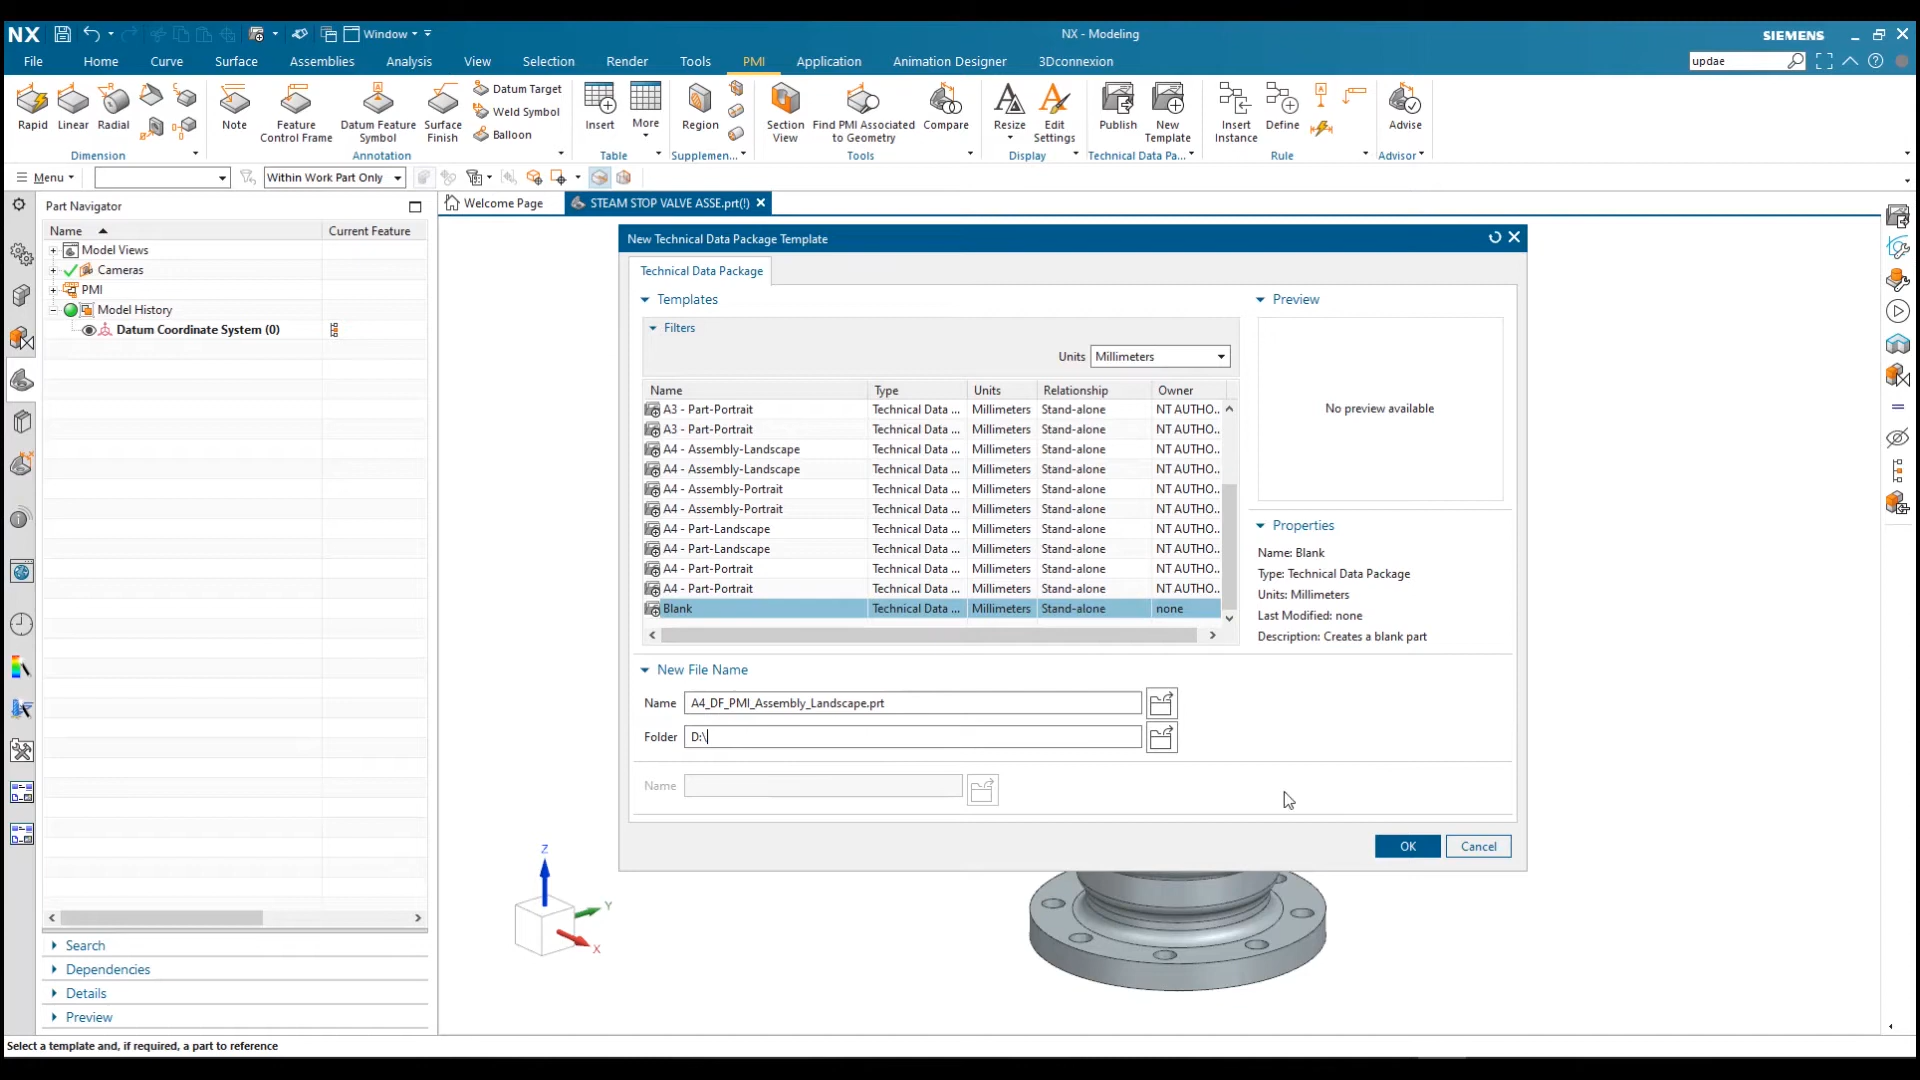 NX Window NX - Modeling SIEMENS
File Home Curve Surface Assemblies Analysis View Selection Render Tools PMI Application Animation Designer 3Dconnexion updae
Rapid Linear Radial Note Feature Control Frame Datum Feature Symbol Surface Finish Datum Target Weld Symbol Balloon Insert More Region Section View Find PMI Associated to Geometry Compare Resize Edit Settings Publish New Template Insert Instance Define Advise
Dimension Annotation Table Supplemen... Tools Display Technical Data Pa... Rule Advisor
Menu Within Work Part Only
Part Navigator
Name Current Feature
Model Views
Cameras
PMI
Model History
Datum Coordinate System (0)
Search
Dependencies
Details
Preview
Welcome Page STEAM STOP VALVE ASSE.prt(!)
New Technical Data Package Template
Technical Data Package
Templates
Filters
Units Millimeters
Name Type Units Relationship Owner
A3 - Part-Portrait Technical Data ... Millimeters Stand-alone NT AUTHO...
A3 - Part-Portrait Technical Data ... Millimeters Stand-alone NT AUTHO...
A4 - Assembly-Landscape Technical Data ... Millimeters Stand-alone NT AUTHO...
A4 - Assembly-Landscape Technical Data ... Millimeters Stand-alone NT AUTHO...
A4 - Assembly-Portrait Technical Data ... Millimeters Stand-alone NT AUTHO...
A4 - Assembly-Portrait Technical Data ... Millimeters Stand-alone NT AUTHO...
A4 - Part-Landscape Technical Data ... Millimeters Stand-alone NT AUTHO...
A4 - Part-Landscape Technical Data ... Millimeters Stand-alone NT AUTHO...
A4 - Part-Portrait Technical Data ... Millimeters Stand-alone NT AUTHO...
A4 - Part-Portrait Technical Data ... Millimeters Stand-alone NT AUTHO...
Blank Technical Data ... Millimeters Stand-alone none
Preview
No preview available
Properties
Name: Blank
Type: Technical Data Package
Units: Millimeters
Last Modified: none
Description: Creates a blank part
New File Name
Name A4_DF_PMI_Assembly_Landscape.prt
Folder D:\
Name
OK Cancel
Z
Y
X
Select a template and, if required, a part to reference